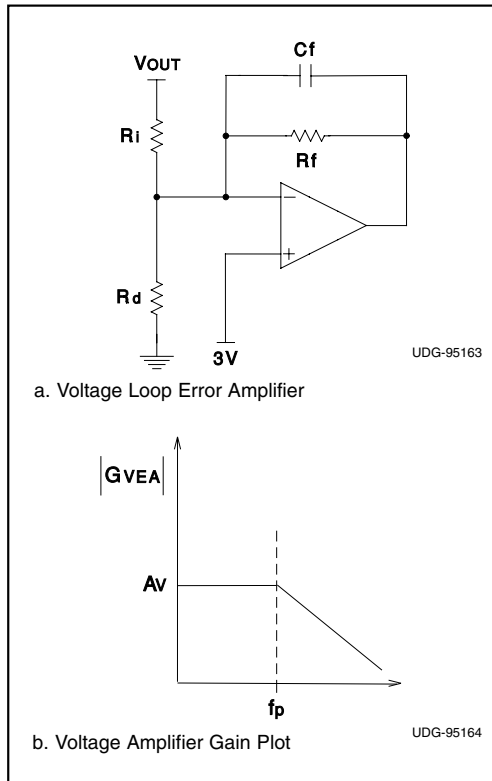 VOUT
Cf
Ri
Rf
−
+
Rd
3V
UDG-95163
a. Voltage Loop Error Amplifier
|GVEA|
AV
fp
UDG-95164
b. Voltage Amplifier Gain Plot